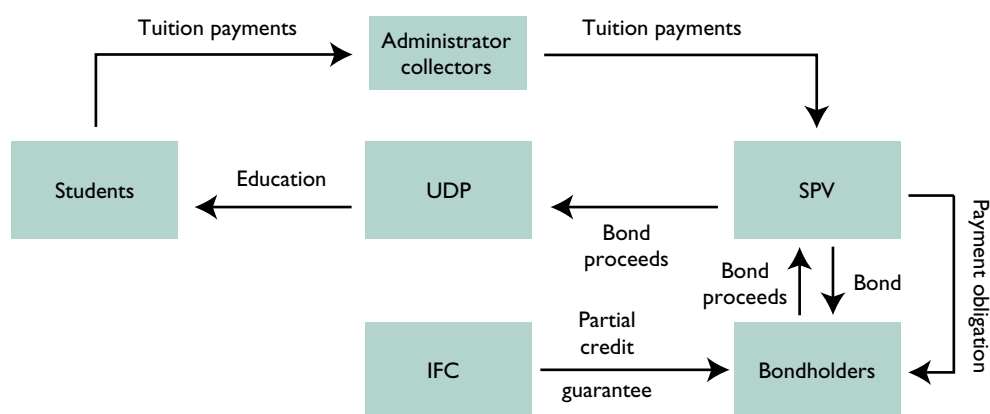 Tuition payments
Administrator
collectors
Tuition payments
Students
Education
UDP
Bond
proceeds
SPV
Payment obligation
Bond
proceeds
Bond
IFC
Partial
credit
guarantee
Bondholders